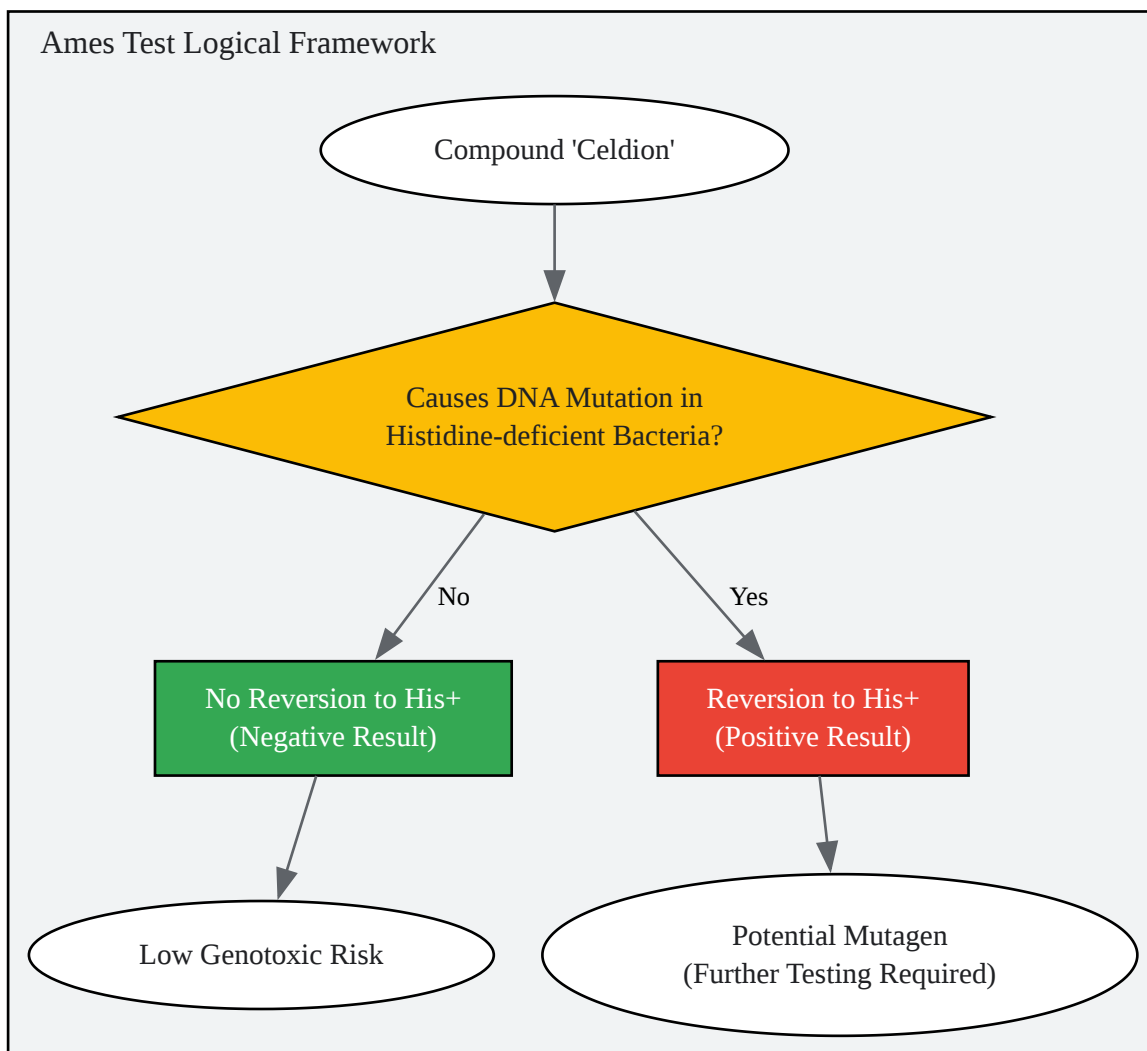 Ames Test Logical Framework
Compound 'Celdion'
Causes DNA Mutation in
Histidine-deficient Bacteria?
No
Yes
No Reversion to His+
(Negative Result)
Reversion to His+
(Positive Result)
Low Genotoxic Risk
Potential Mutagen
(Further Testing Required)